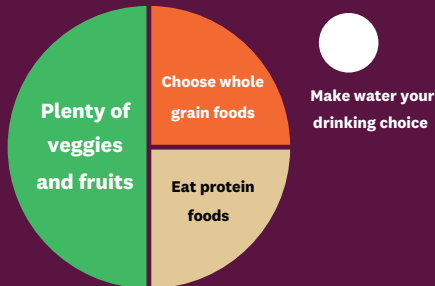 Plenty of
veggies
and fruits
Choose whole
grain foods
Eat protein
foods
Make water your
drinking choice